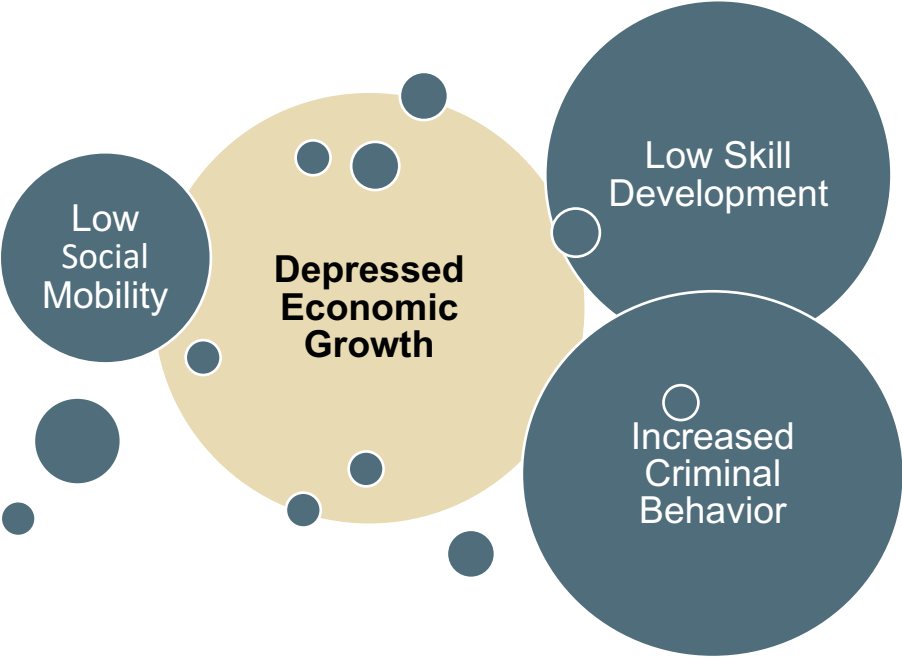 Low
Social
Mobility
Depressed
Economic
Growth
Low Skill
Development
Increased
Criminal
Behavior